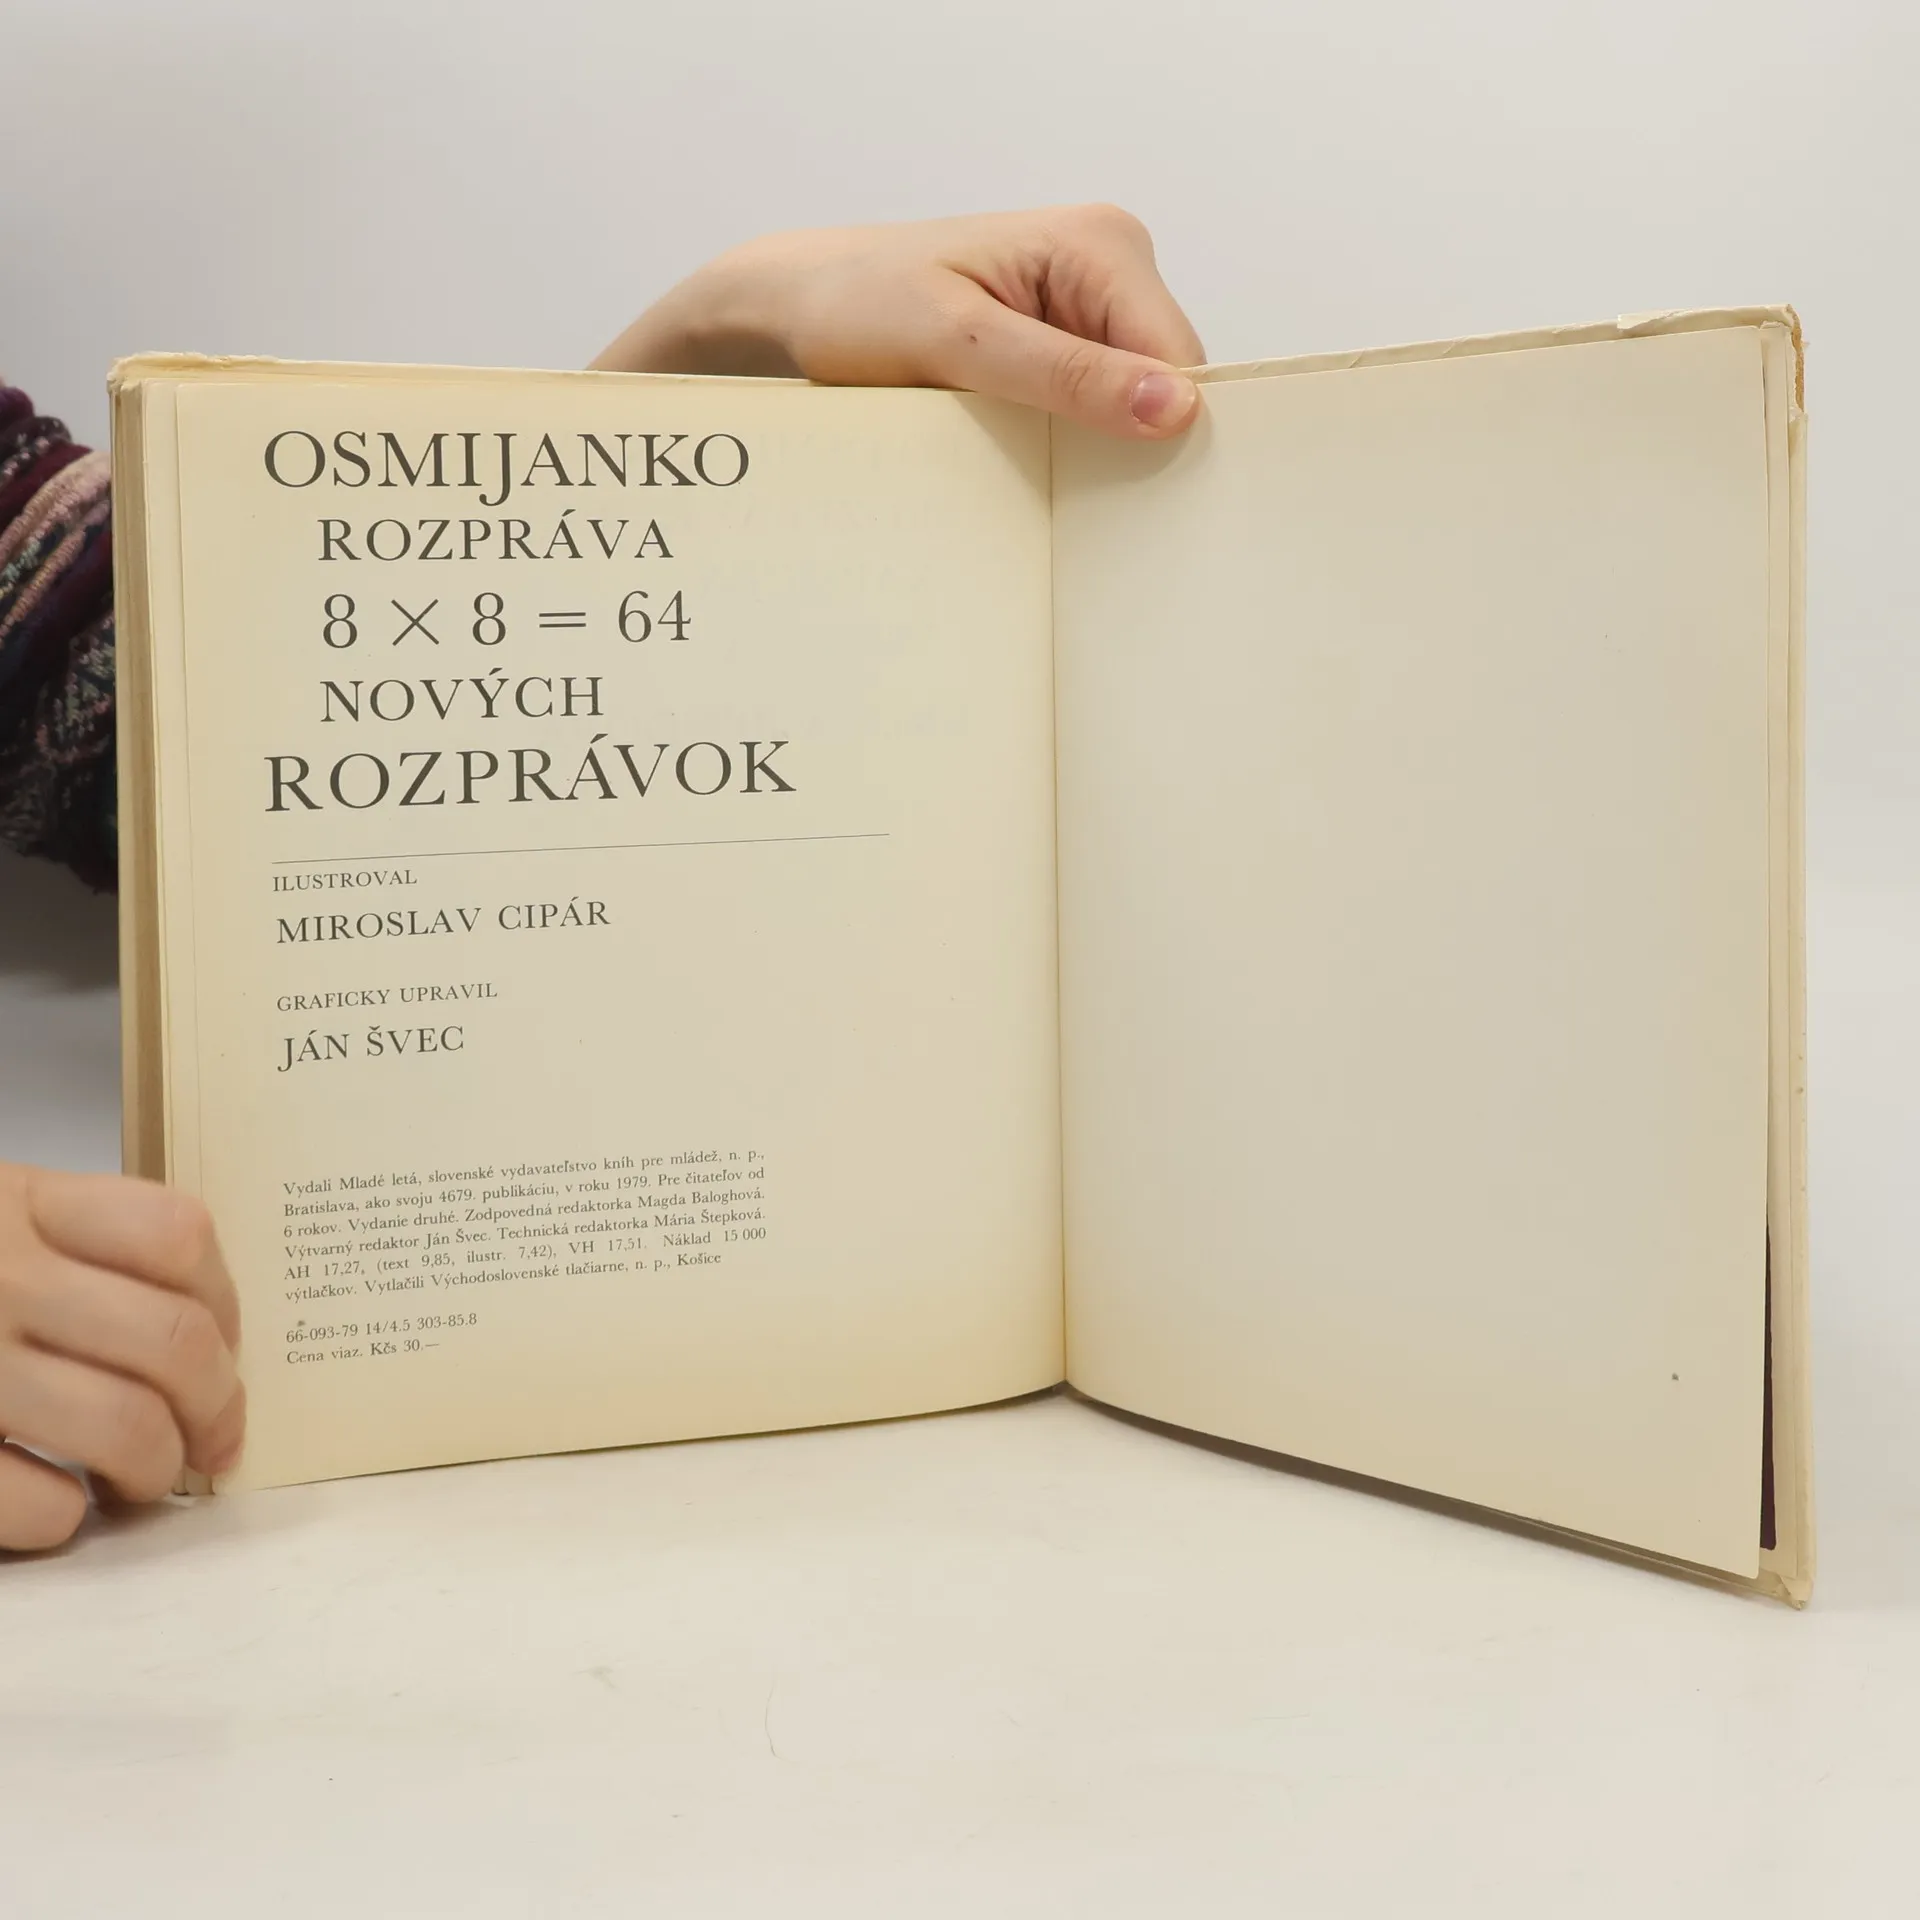 OSMIJANKO
ROZPRÁVA
8 × 8 = 64
NOVÝCH
ROZPRÁVOK
ILUSTROVAL
MIROSLAV CIPÁR
GRAFICKY UPRAVIL
JÁN ŠVEC
Vydali Mladé letá, slovenské vydavateľstvo kníh pre mládež, n. p.,
Bratislava, ako svoju 4679. publikáciu, v roku 1979. Pre čitateľov od
6 rokov. Vydanie druhé. Zodpovedná redaktorka Magda Baloghová.
Výtvarný redaktor Ján Švec. Technická redaktorka Mária Štepková.
AH 17,27, (text 9,85, ilustr. 7,42), VH 17,51. Náklad 15 000
výtlačkov. Vytlačili Východoslovenské tlačiarne, n. p., Košice
66-093-79 14/4.5 303-85.8
Cena viaz. Kčs 30.—